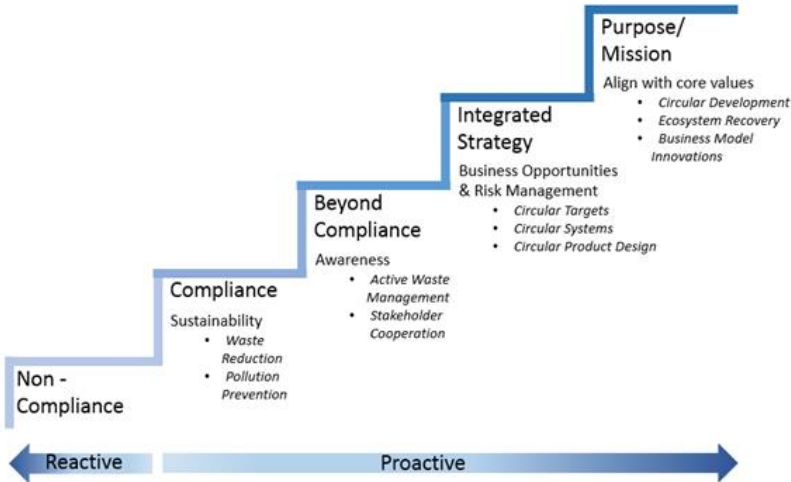 Purpose/
Mission
Align with core values
• Circular Development
• Ecosystem Recovery
• Business Model
Innovations
Integrated
Strategy
Business Opportunities
& Risk Management
• Circular Targets
• Circular Systems
• Circular Product Design
Beyond
Compliance
Awareness
• Active Waste
Management
• Stakeholder
Cooperation
Compliance
Sustainability
• Waste
Reduction
• Pollution
Prevention
Non -
Compliance
Reactive
Proactive